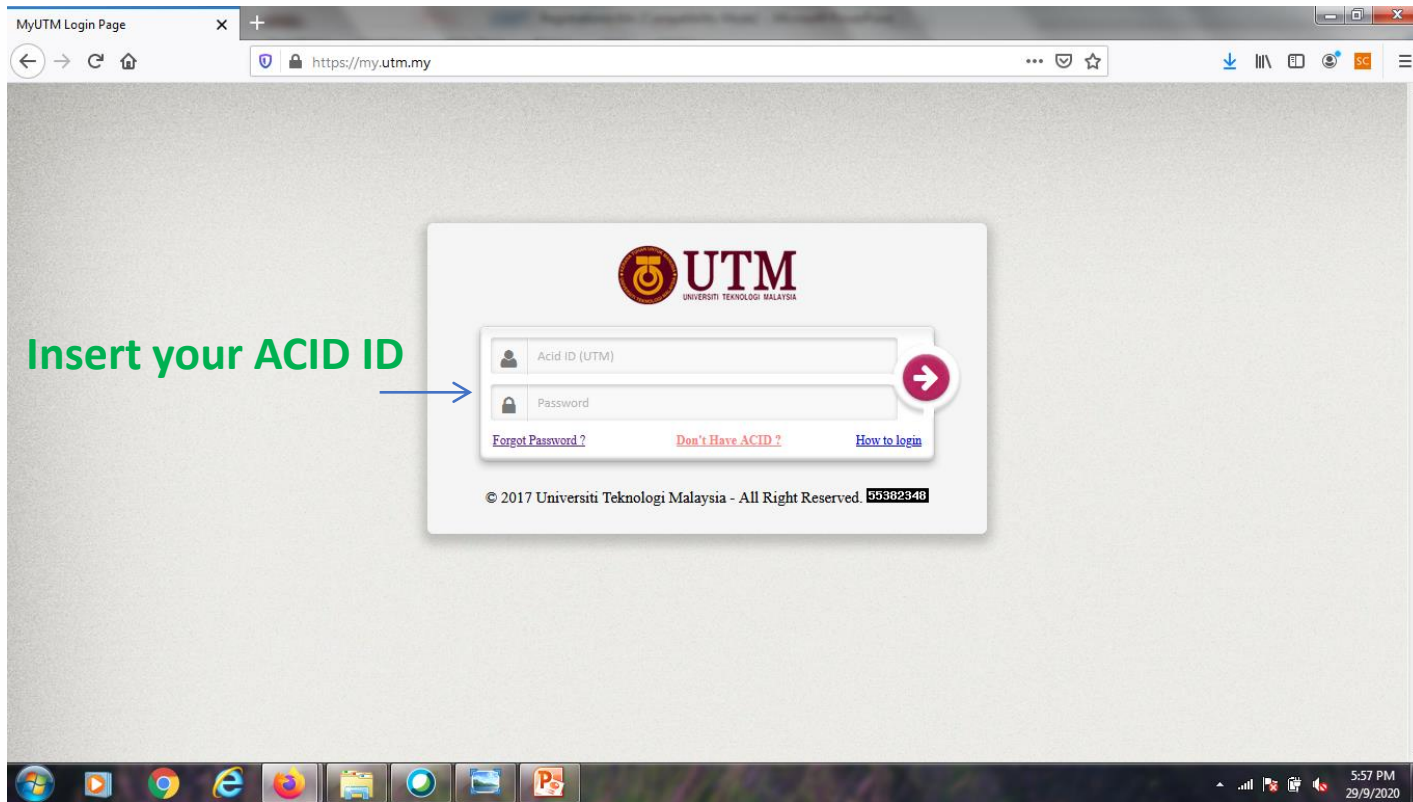 MyUTM Login Page
https://my.utm.my
SC
UTM
UNIVERSITI TEKNOLOGI MALAYSIA
Insert your ACID ID
Acid ID (UTM)
Password
Forgot Password ?
Don't Have ACID ?
How to login
© 2017 Universiti Teknologi Malaysia - All Right Reserved. 55382348
5:57 PM
29/9/2020